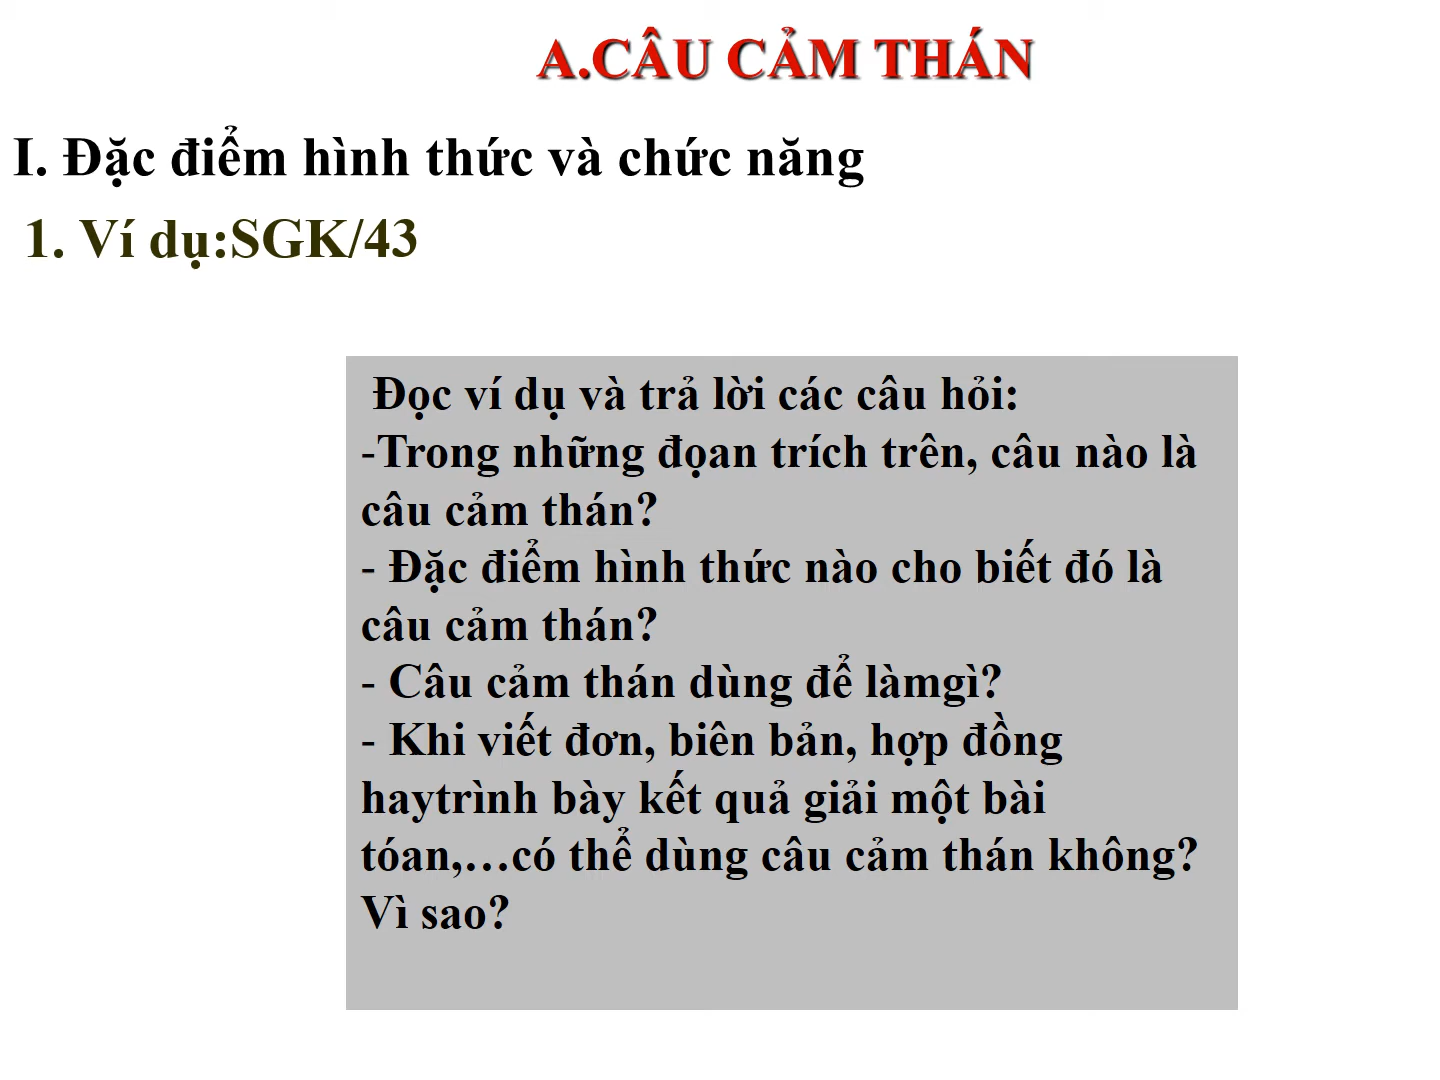 A.CÂU CẢM THÁN
I. Đặc điểm hình thức và chức năng
1. Ví dụ:SGK/43
Đọc ví dụ và trả lời các câu hỏi:
-Trong những đọan trích trên, câu nào là
câu cảm thán?
- Đặc điểm hình thức nào cho biết đó là
câu cảm thán?
- Câu cảm thán dùng để làmgì?
- Khi viết đơn, biên bản, hợp đồng
haytrình bày kết quả giải một bài
tóan,…có thể dùng câu cảm thán không?
Vì sao?